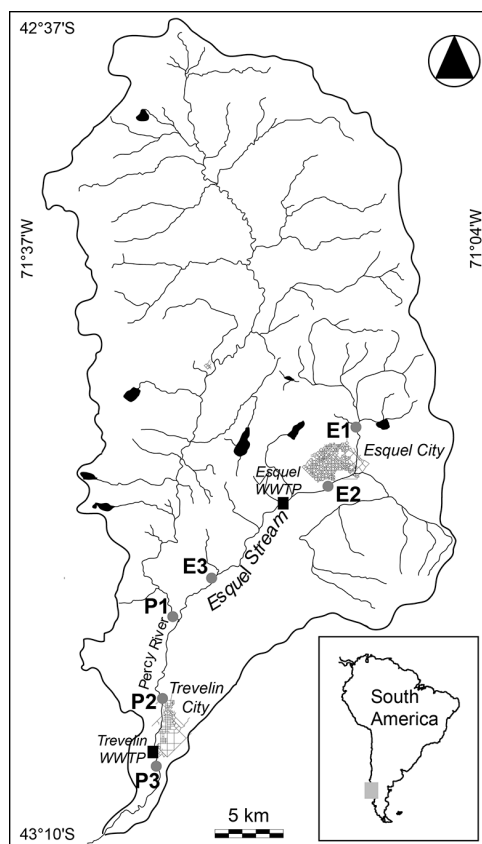 42°37'S
71°37'W
71°04'W
E1
Esquel City
Esquel
WWTP
E2
Esquel Stream
E3
P1
Percy River
P2
Trevelin
City
Trevelin
WWTP
P3
South
America
5 km
43°10'S